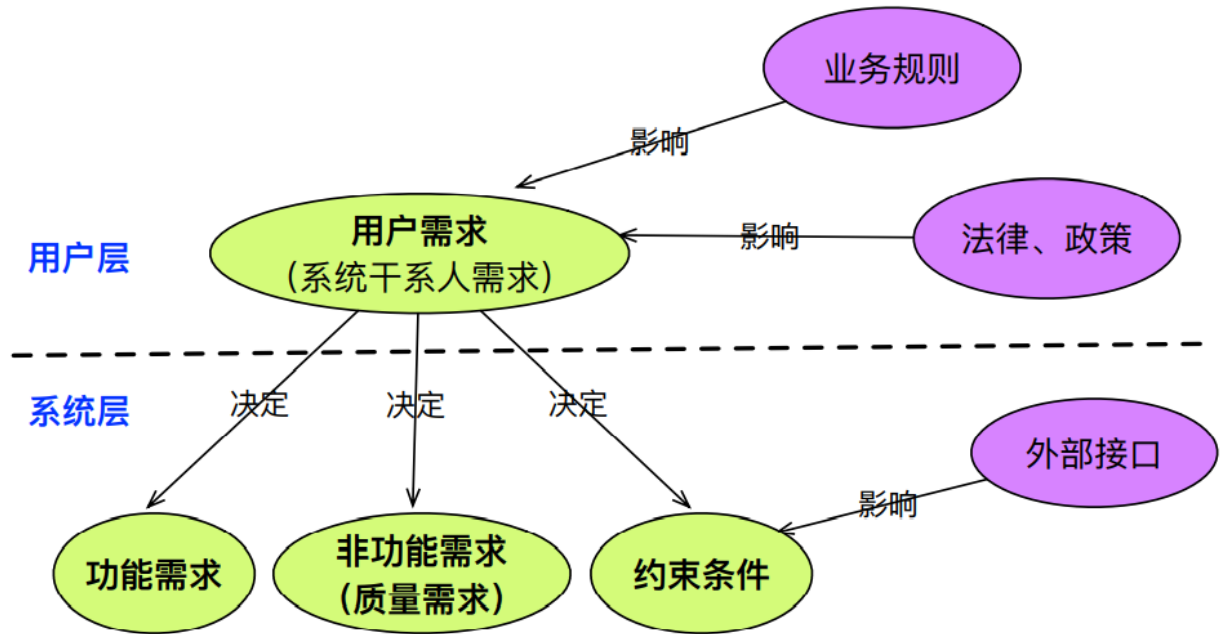 业务规则
影响
用户需求
(系统干系人需求)
影响
法律、政策
用户层
系统层
决定
决定
决定
外部接口
影响
功能需求
非功能需求
(质量需求)
约束条件